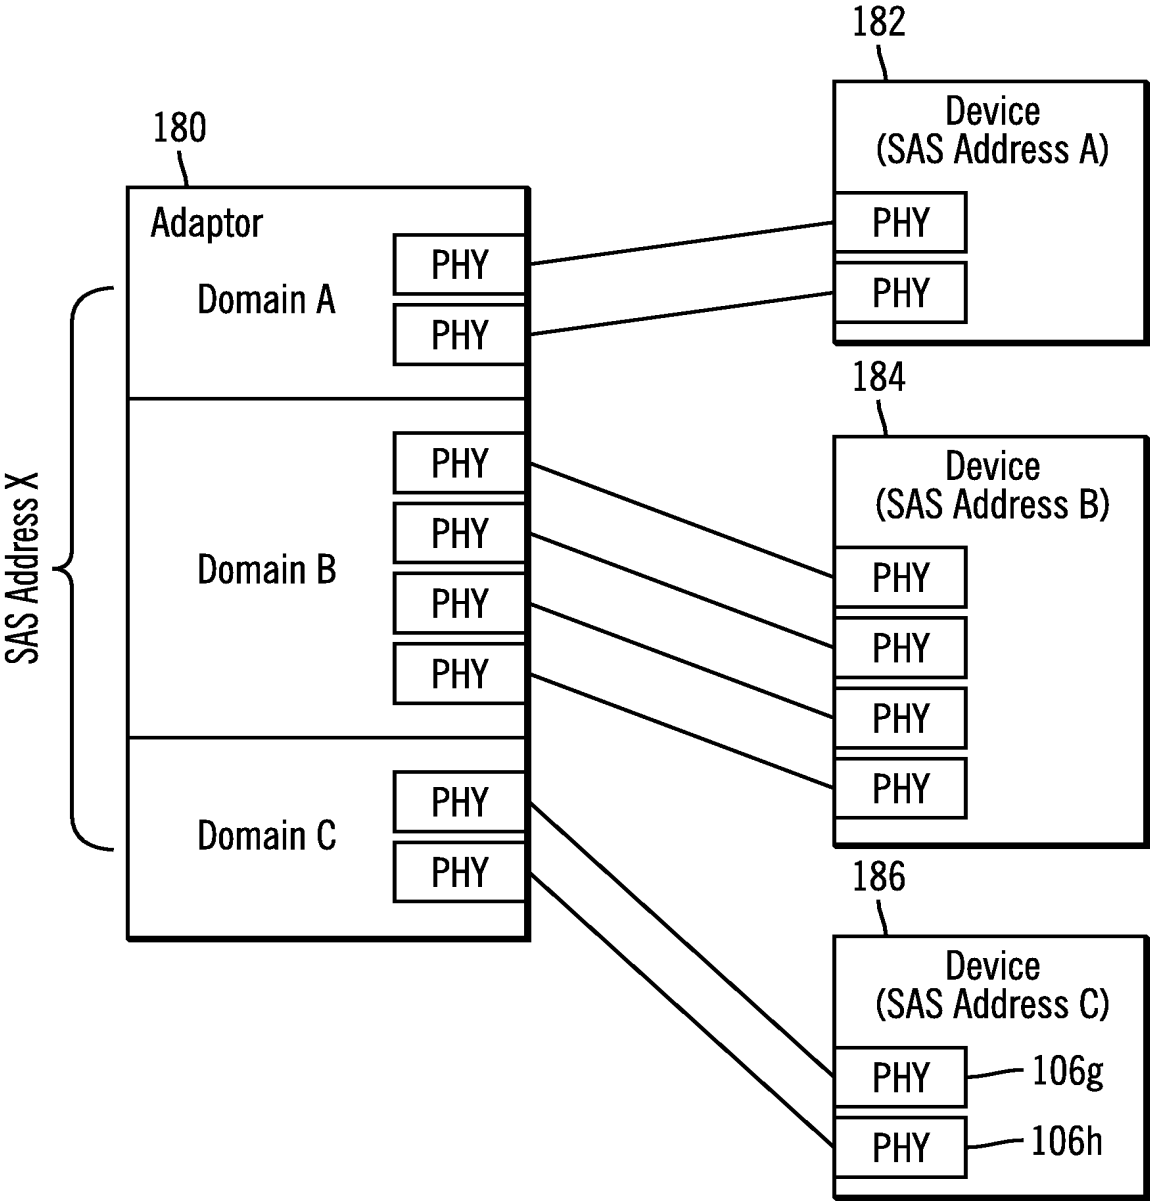 182
Device
(SAS Address A)
PHY
PHY
180
Adaptor
Domain A
PHY
PHY
Domain B
PHY
PHY
PHY
PHY
Domain C
PHY
PHY
SAS Address X
184
Device
(SAS Address B)
PHY
PHY
PHY
PHY
186
Device
(SAS Address C)
PHY
106g
PHY
106h